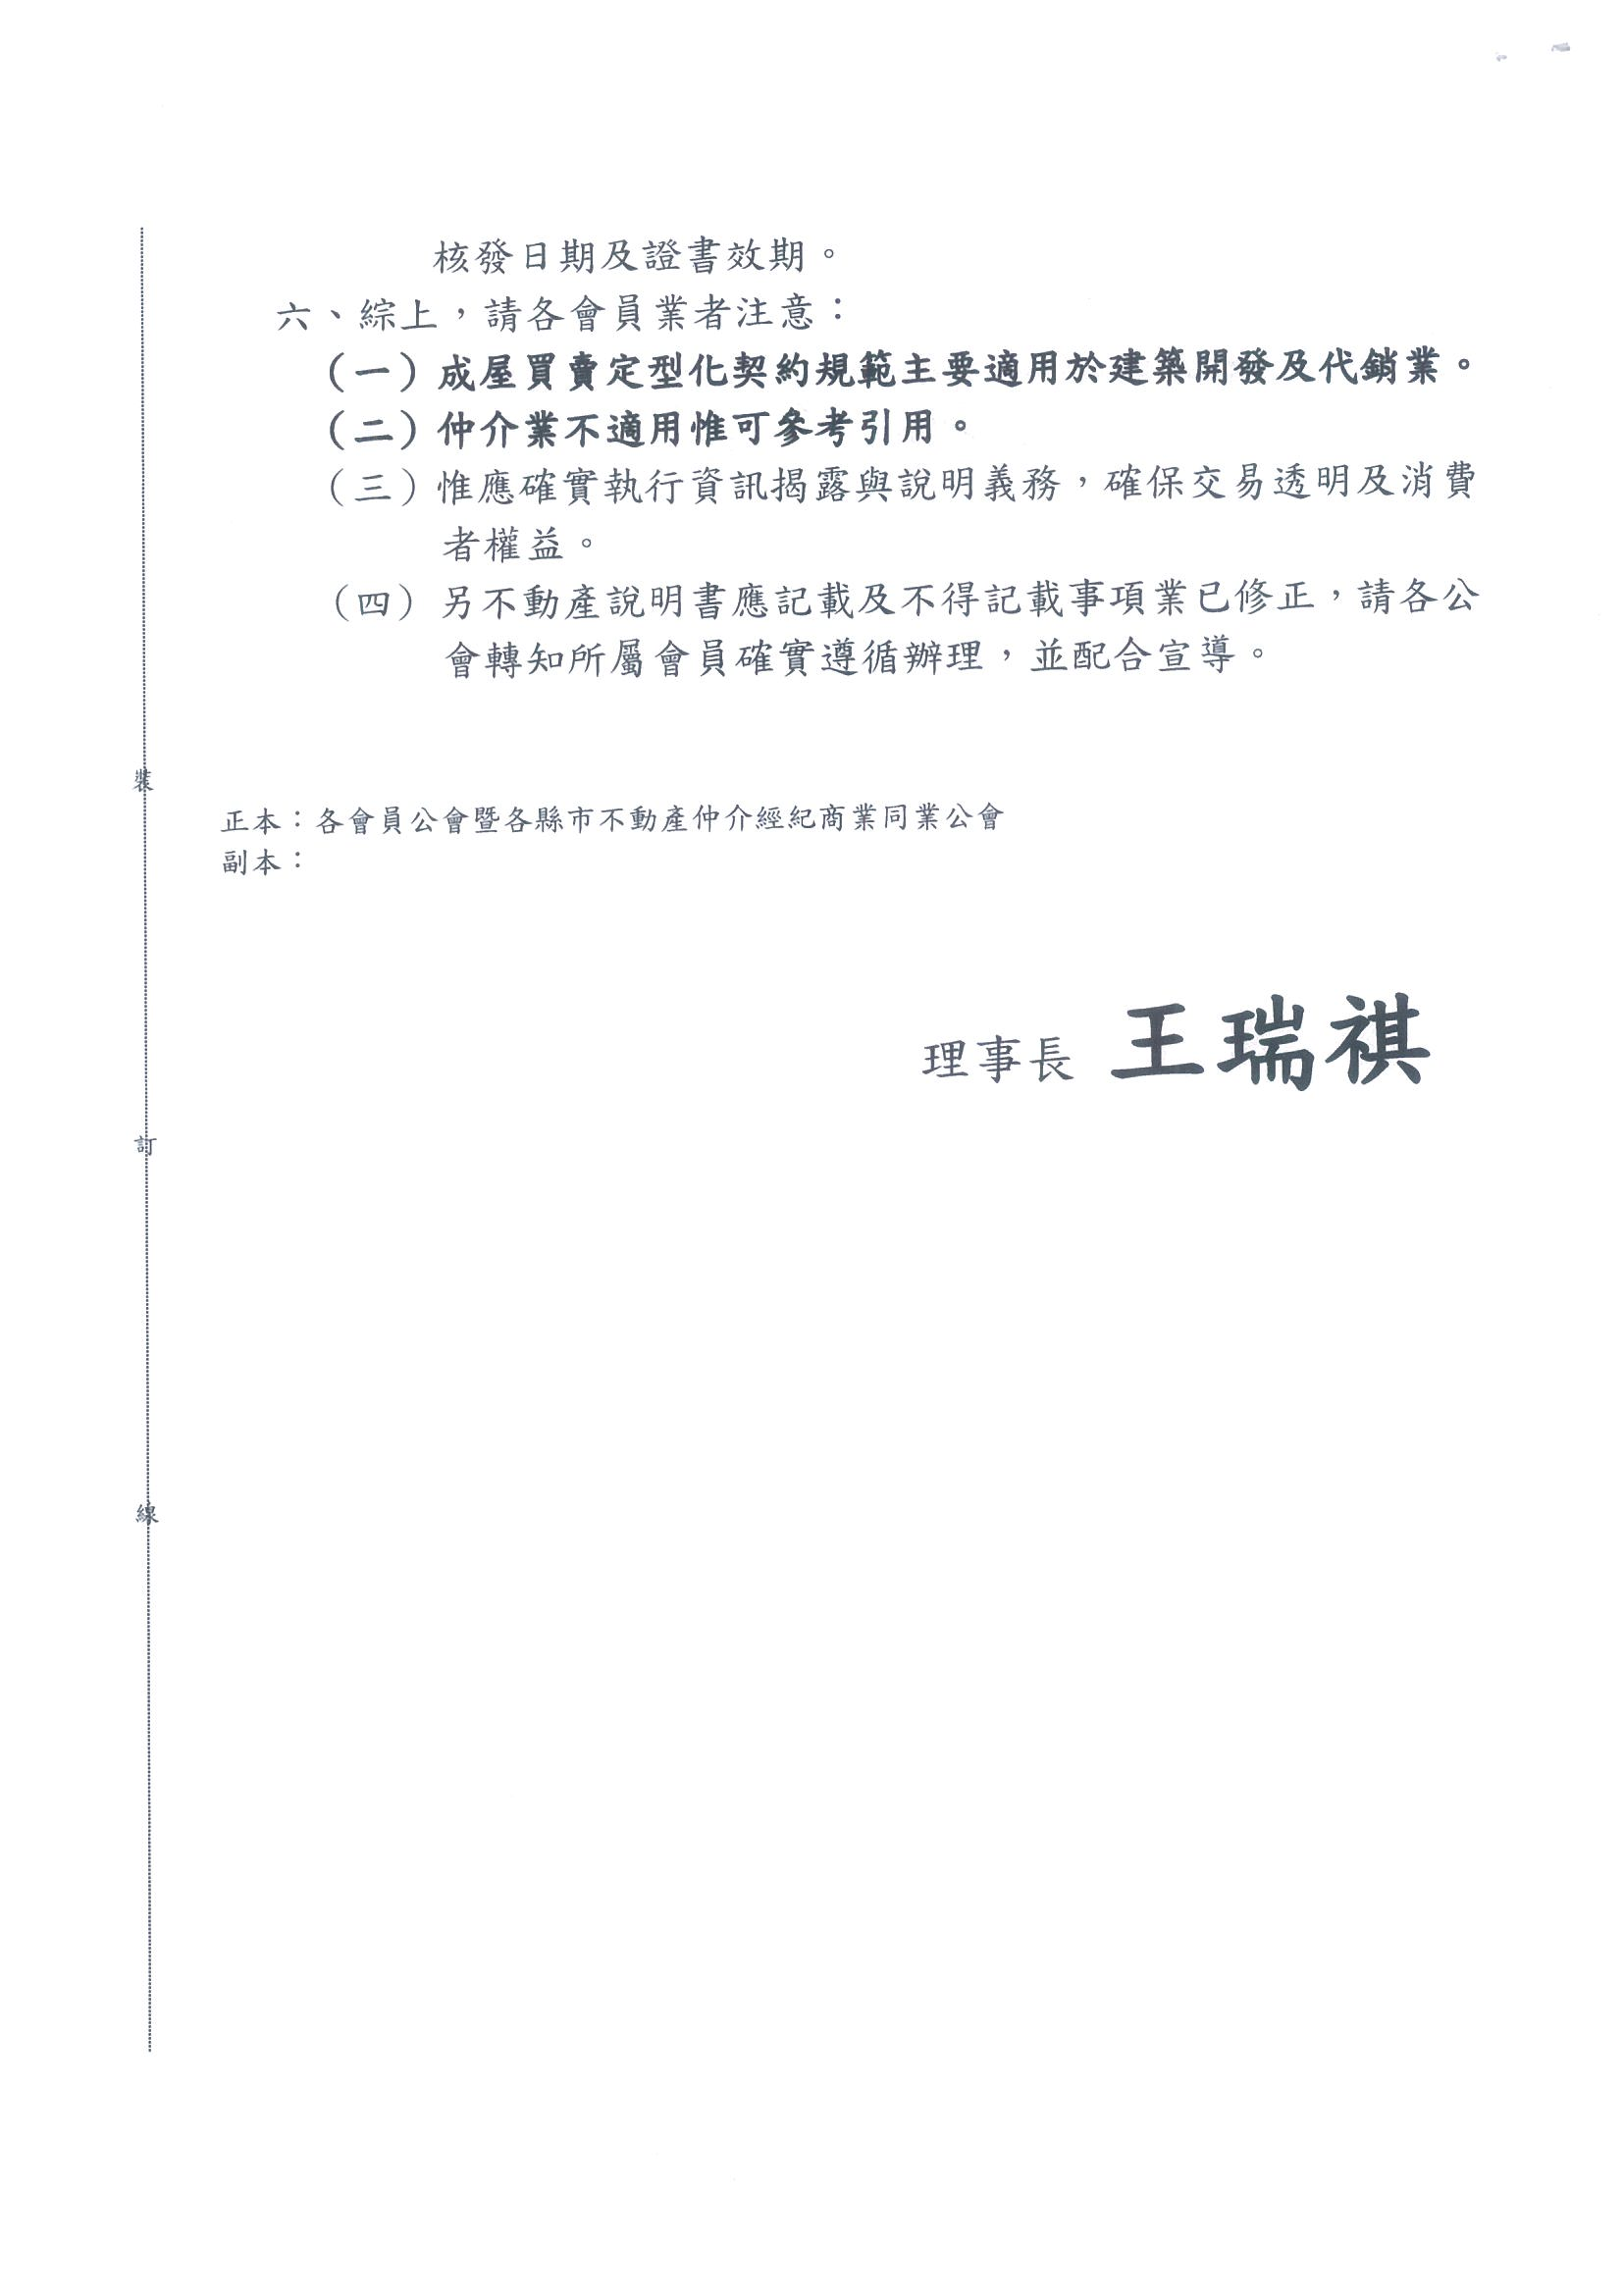 核發日期及證書效期。
六、綜上，請各會員業者注意：
（一）成屋買賣定型化契約規範主要適用於建築開發及代銷業。
（二）仲介業不適用惟可參考引用。
（三）惟應確實執行資訊揭露與說明義務，確保交易透明及消費
者權益。
（四）另不動產說明書應記載及不得記載事項業已修正，請各公
會轉知所屬會員確實遵循辦理，並配合宣導。
裝
正本：各會員公會暨各縣市不動產仲介經紀商業同業公會
副本：
理事長 王瑞祺
訂
線